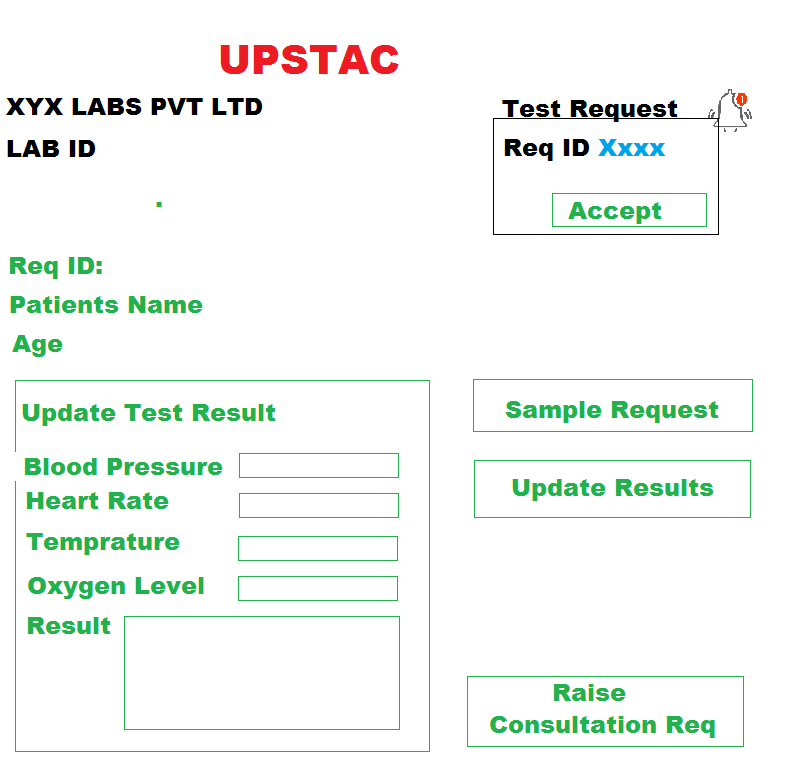 UPSTAC
XYX LABS PVT LTD
LAB ID
Test Request
1
Req ID Xxxx
Accept
.
Req ID:
Patients Name
Age
Update Test Result
Blood Pressure
Heart Rate
Temprature
Oxygen Level
Result
Sample Request
Update Results
Raise
Consultation Req